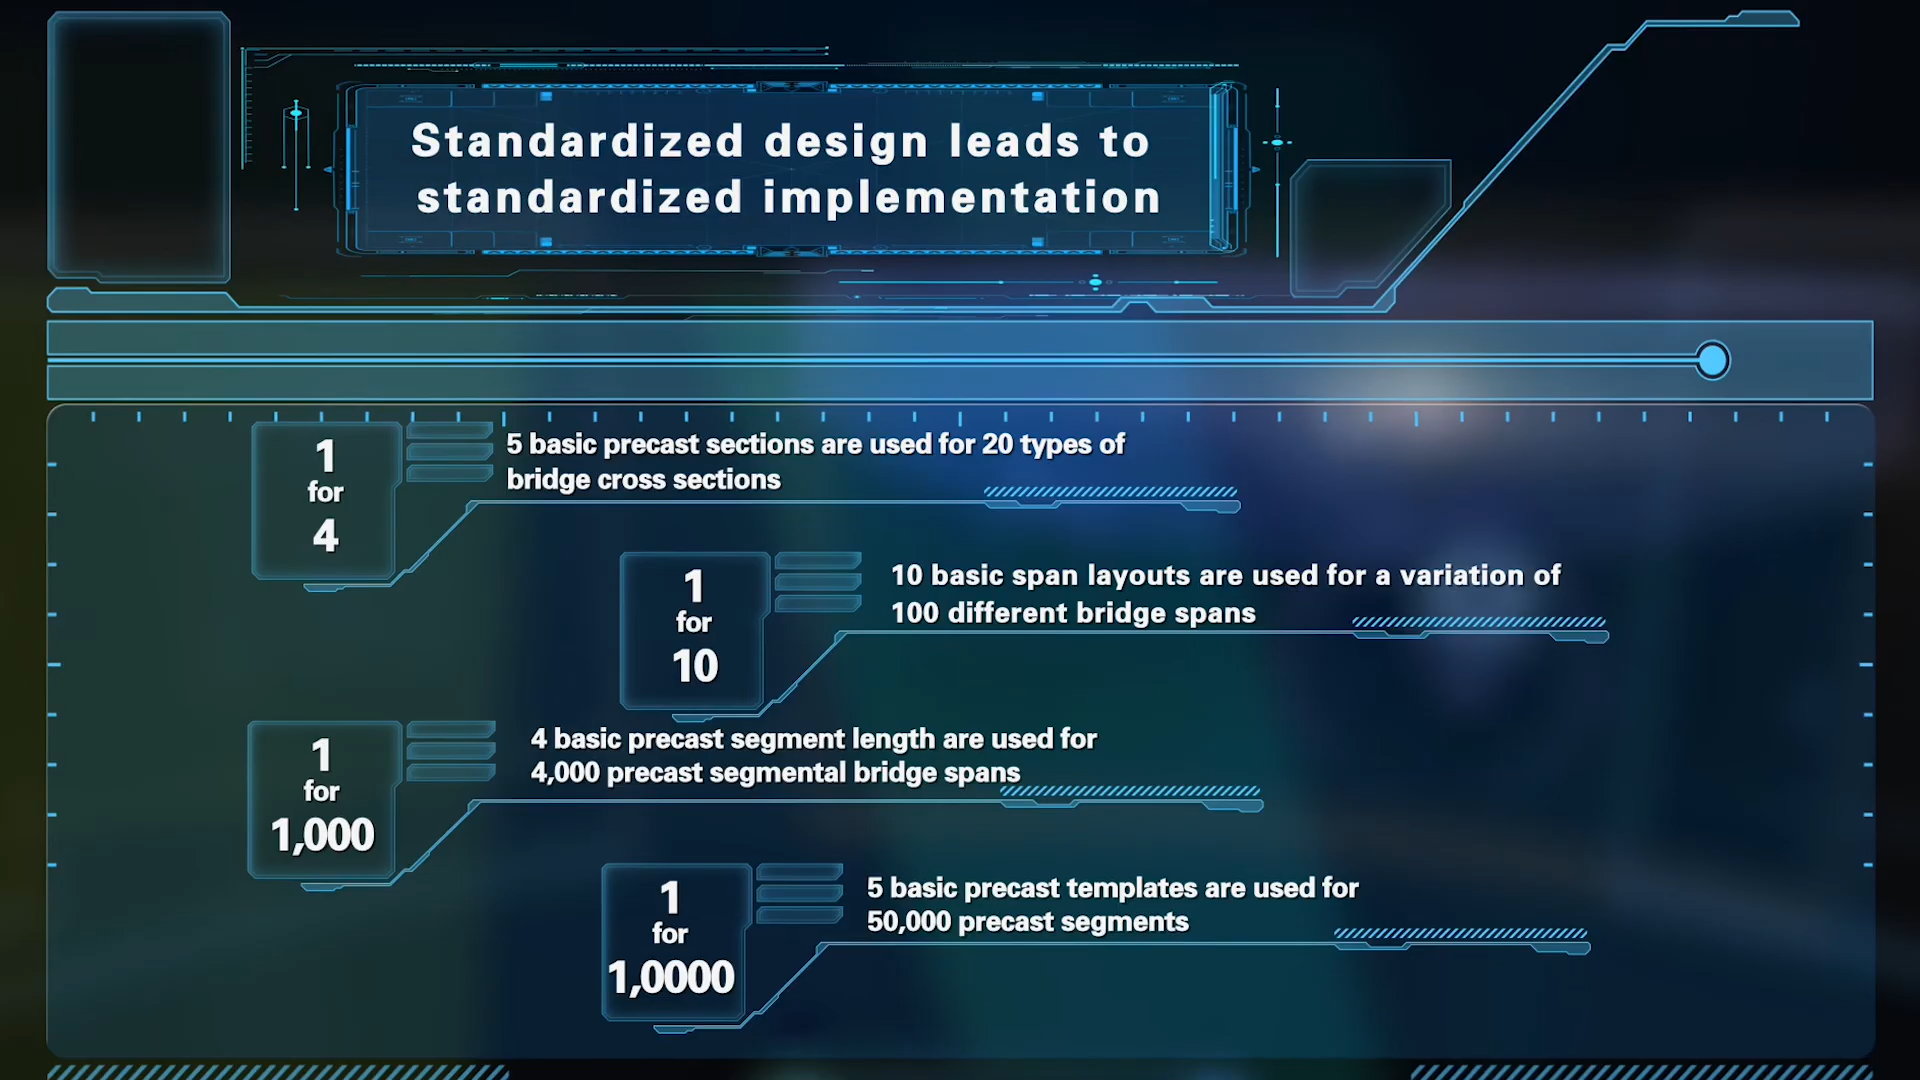 Standardized design leads to
standardized implementation
1
for
4
5 basic precast sections are used for 20 types of
bridge cross sections
1
for
10
10 basic span layouts are used for a variation of
100 different bridge spans
1
for
1,000
4 basic precast segment length are used for
4,000 precast segmental bridge spans
1
for
1,0000
5 basic precast templates are used for
50,000 precast segments